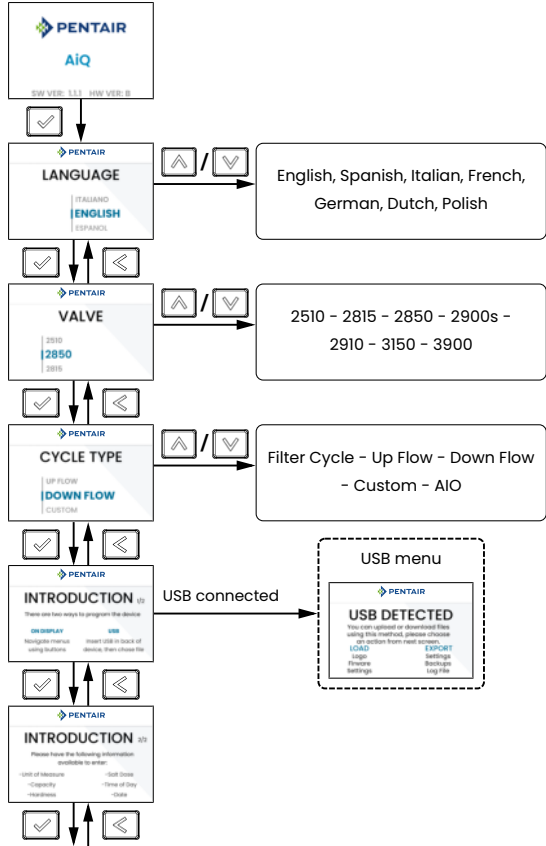 PENTAIR
AiQ
SW VER: 1.1.1 HW VER: B
PENTAIR
LANGUAGE
ITALIANO
ENGLISH
ESPANOL
/
English, Spanish, Italian, French,
German, Dutch, Polish
PENTAIR
VALVE
2510
2850
2815
/
2510 - 2815 - 2850 - 2900s -
2910 - 3150 - 3900
PENTAIR
CYCLE TYPE
UP FLOW
DOWN FLOW
CUSTOM
/
Filter Cycle - Up Flow - Down Flow
- Custom - AIO
PENTAIR
INTRODUCTION 1/2
There are two ways to program the device
ON DISPLAY USB
Navigate menus Insert USB in back of
using buttons device, then chose file
USB connected
USB menu
PENTAIR
USB DETECTED
You can upload or download files
using this method, please choose
an action from next screen.
LOAD EXPORT
Logo Settings
Firware Backups
Settings Log File
PENTAIR
INTRODUCTION 2/2
Please have the following information
available to enter:
-Unit of Measure -Salt Dose
-Capacity -Time of Day
-Hardness -Date